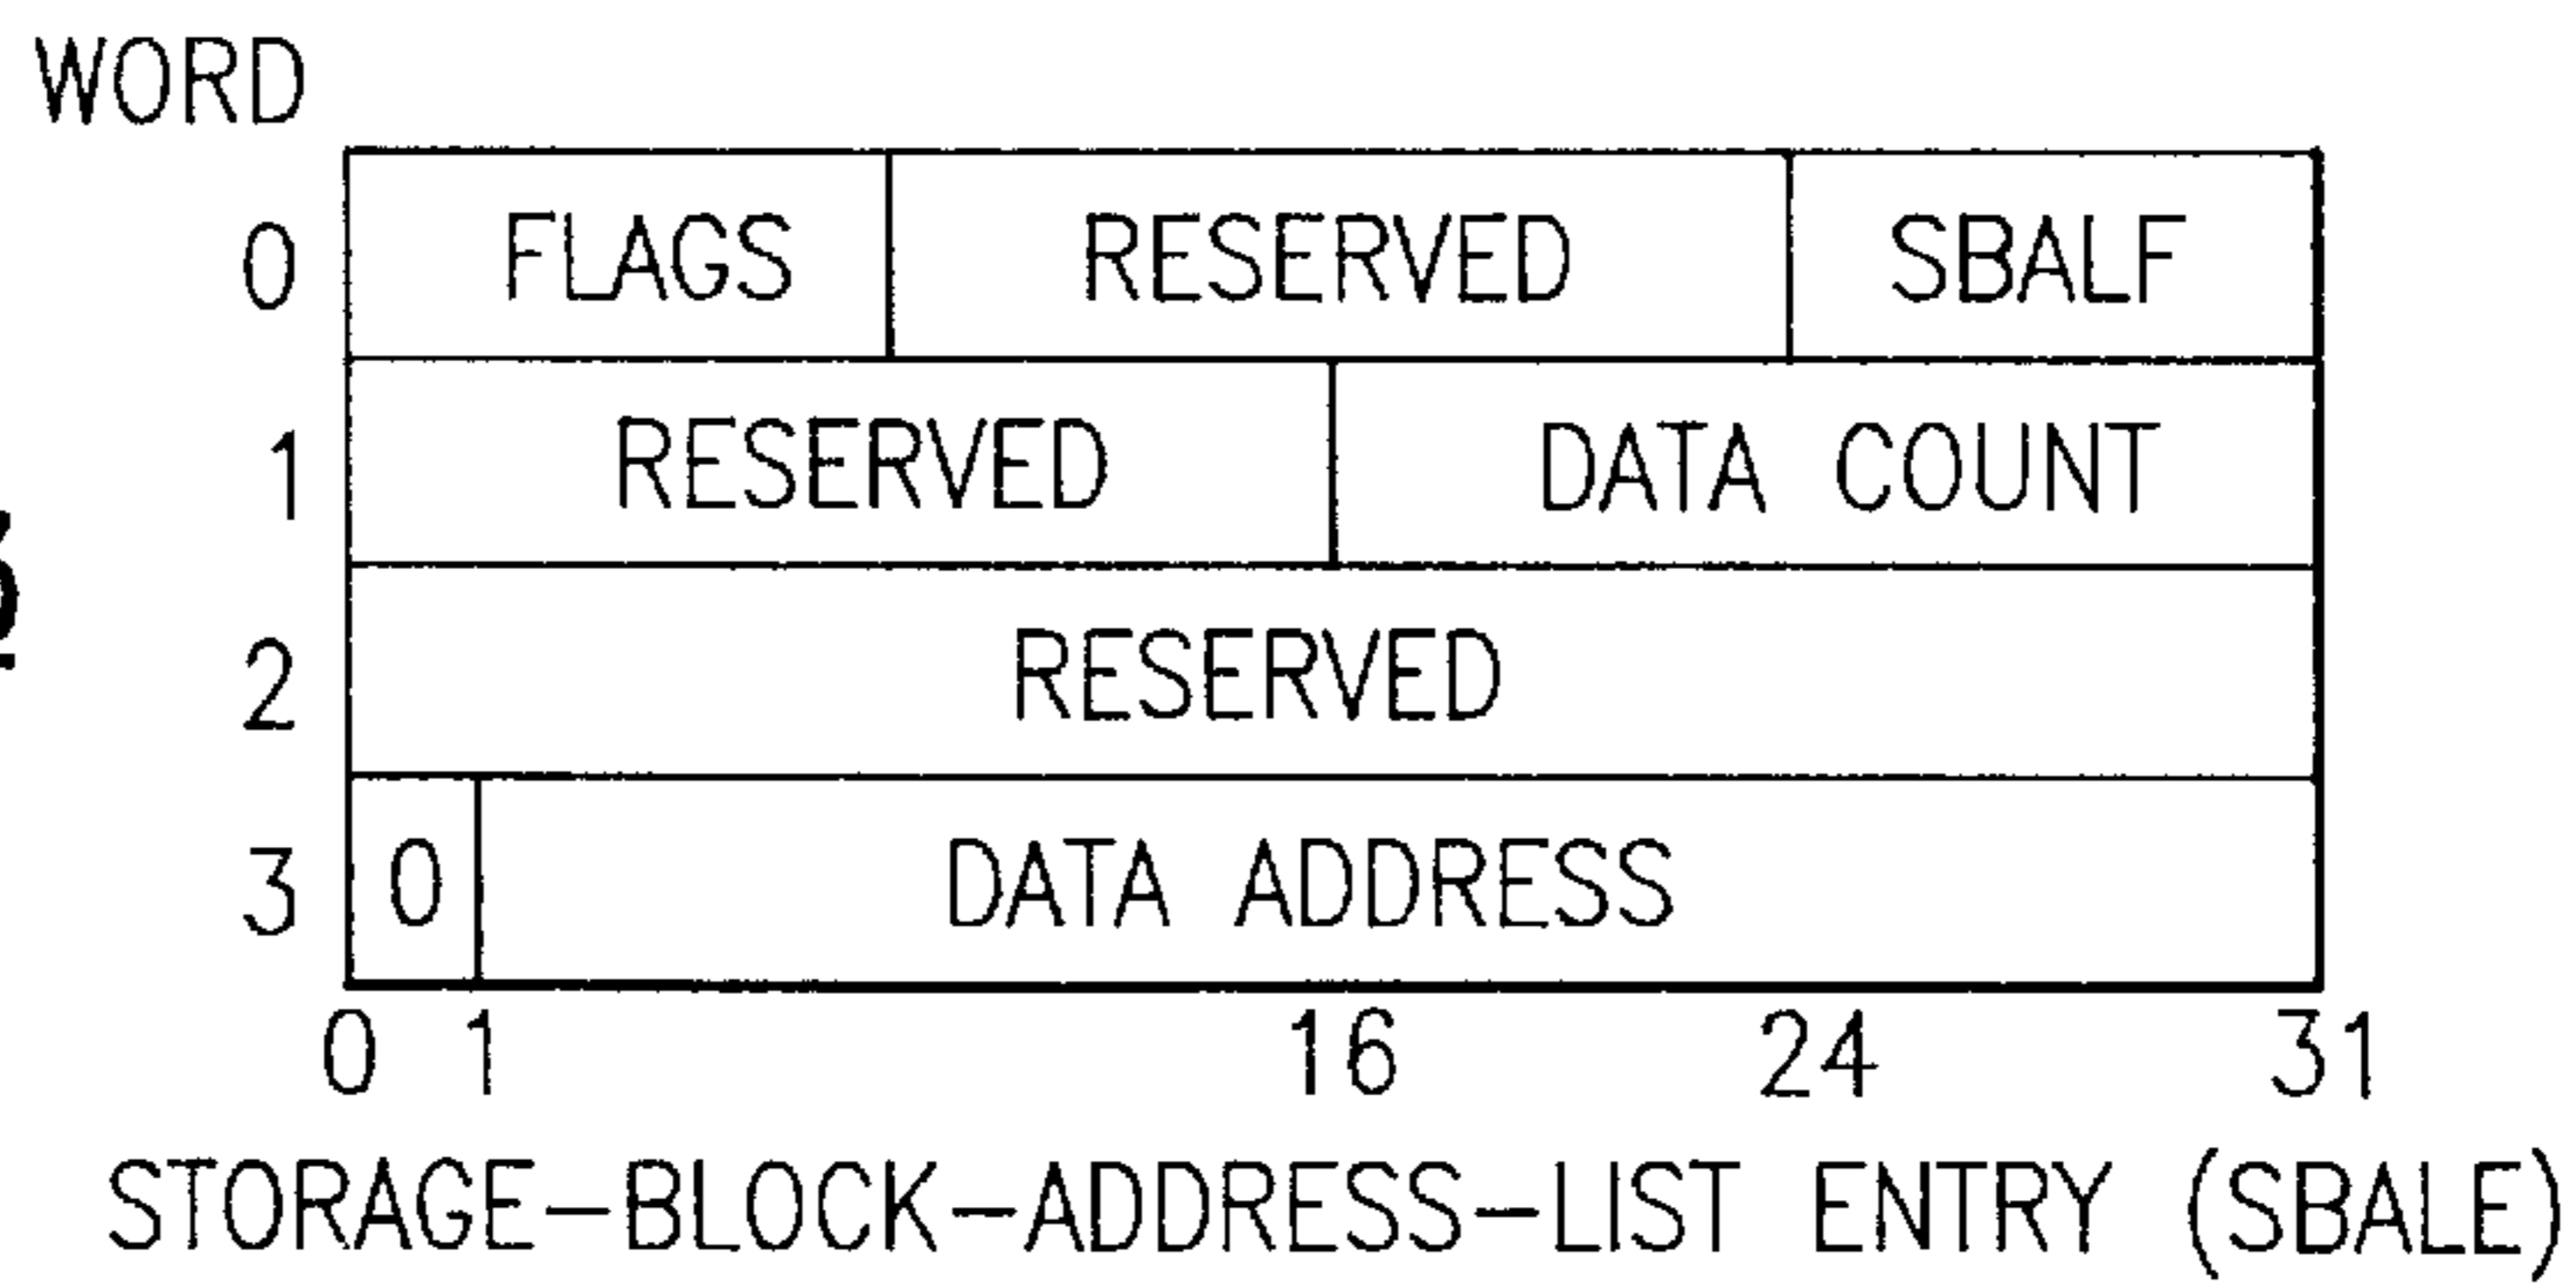 WORD
0 FLAGS RESERVED SBALF
1 RESERVED DATA COUNT
2 RESERVED
3 0 DATA ADDRESS
0 1 16 24 31
STORAGE-BLOCK-ADDRESS-LIST ENTRY (SBALE)